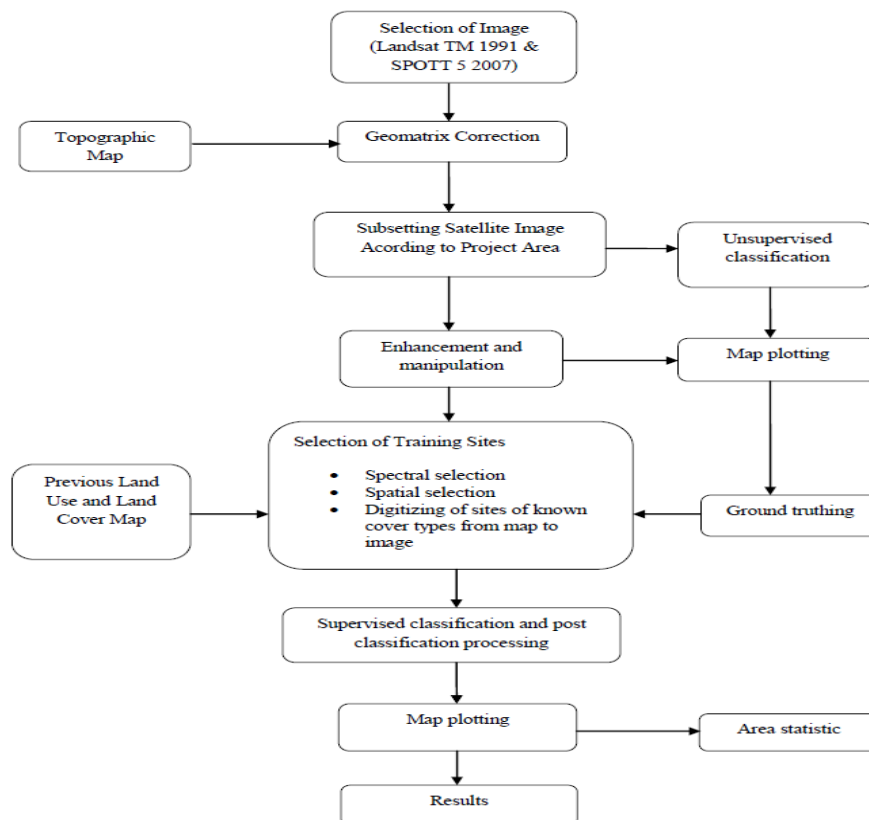 Selection of Image
(Landsat TM 1991 &
SPOTT 5 2007)
Topographic
Map
Geomatrix Correction
Subsetting Satellite Image
Acording to Project Area
Unsupervised
classification
Enhancement and
manipulation
Map plotting
Selection of Training Sites
• Spectral selection
• Spatial selection
• Digitizing of sites of known
cover types from map to
image
Previous Land
Use and Land
Cover Map
Ground truthing
Supervised classification and post
classification processing
Map plotting
Area statistic
Results